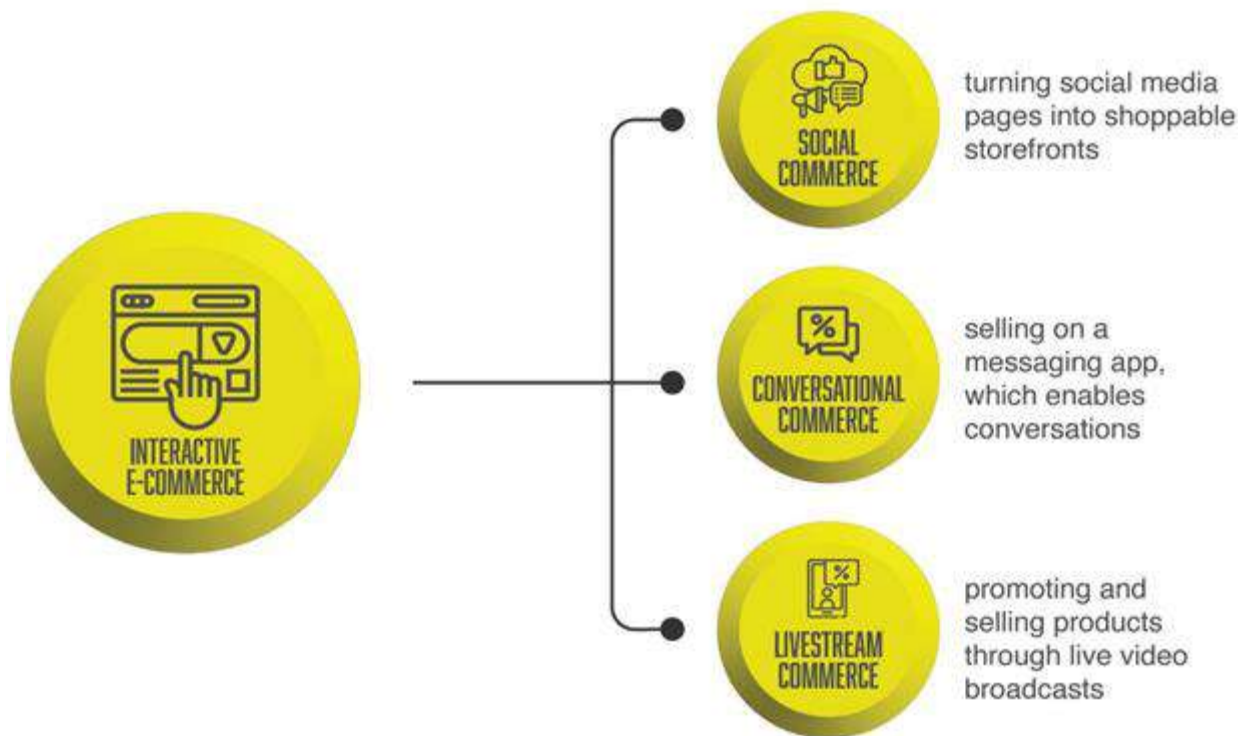 INTERACTIVE
E-COMMERCE
SOCIAL
COMMERCE
turning social media
pages into shoppable
storefronts
%
CONVERSATIONAL
COMMERCE
selling on a
messaging app,
which enables
conversations
%
LIVESTREAM
COMMERCE
promoting and
selling products
through live video
broadcasts